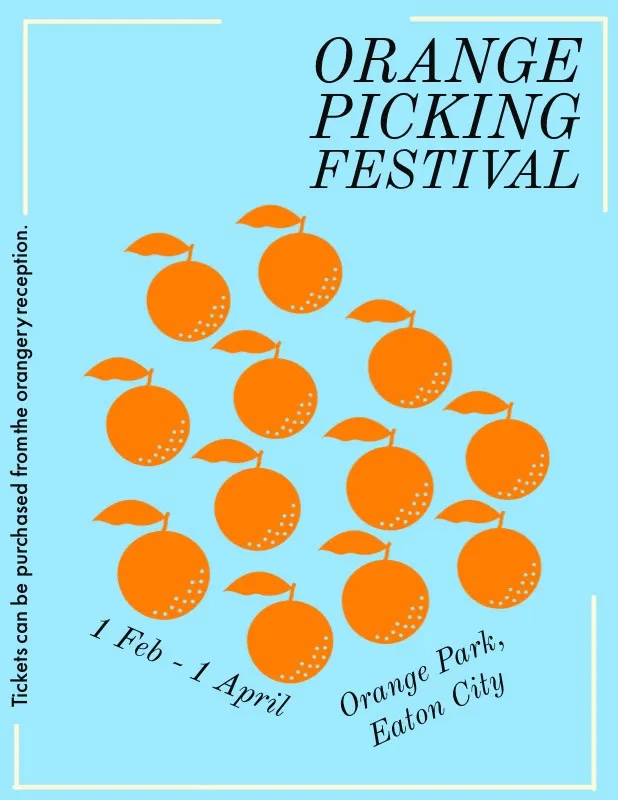 ORANGE
PICKING
FESTIVAL
Tickets can be purchased from the orangery reception.
1 Feb - 1 April
Orange Park,
Eaton City